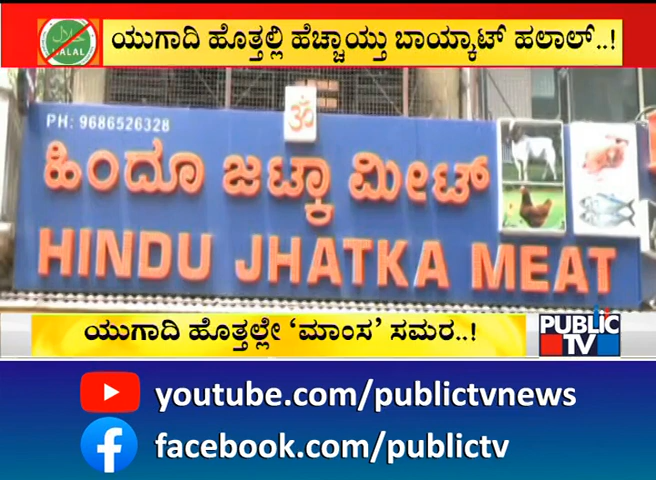 HALAL
ಯುಗಾದಿ ಹೊತ್ತಲ್ಲಿ ಹೆಚ್ಚಾಯ್ತು ಬಾಯ್ಕಾಟ್ ಹಲಾಲ್..!
PH: 9686526328
ॐ
ಹಿಂದೂ ಜಟ್ಕಾ ಮೀಟ್
HINDU JHATKA MEAT
ಯುಗಾದಿ ಹೊತ್ತಲ್ಲೇ ‘ಮಾಂಸ’ ಸಮರ..!
PUBLIC
TV
youtube.com/publictvnews
facebook.com/publictv